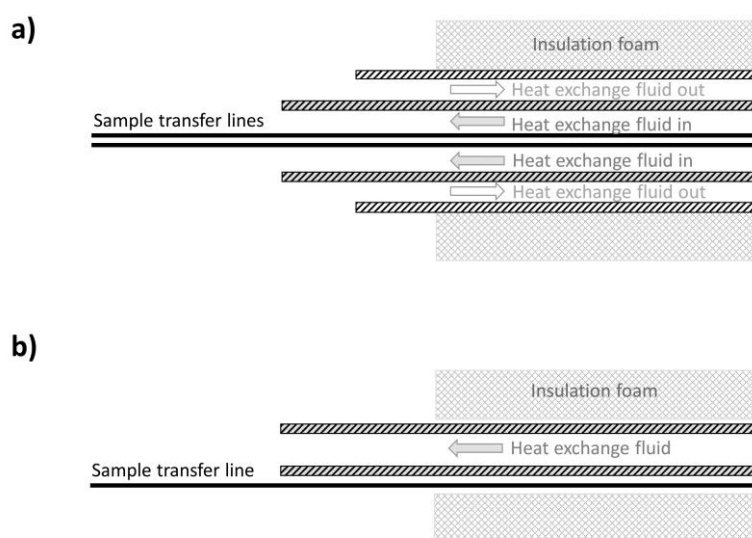 a)
Insulation foam
Heat exchange fluid out
Sample transfer lines
Heat exchange fluid in
Heat exchange fluid in
Heat exchange fluid out
b)
Insulation foam
Heat exchange fluid
Sample transfer line